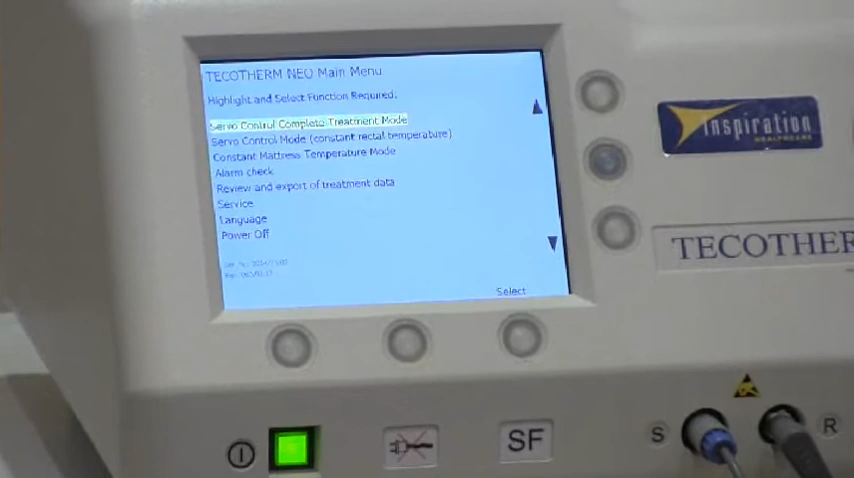 TECOTHERM NEO Main Menu
Highlight and Select Function Required:
Servo Control Complete Treatment Mode
Servo Control Mode (constant rectal temperature)
Constant Mattress Temperature Mode
Alarm check
Review and export of treatment data
Service
Language
Power Off
Select
inspiration
HEALTHCARE
TECOTHER
SF
S
R